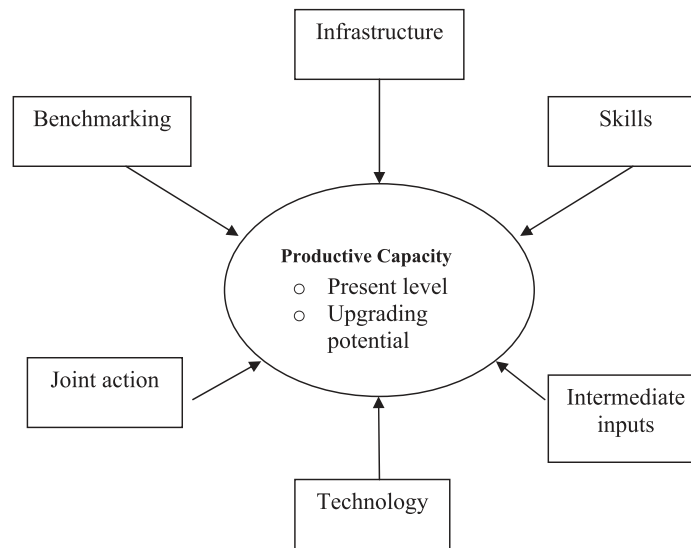 Infrastructure
Benchmarking
Skills
Productive Capacity
○ Present level
○ Upgrading
potential
Joint action
Intermediate
inputs
Technology